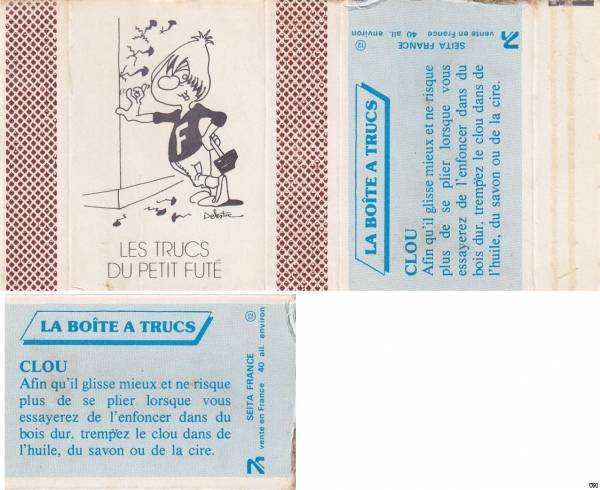 F
Delestre
LES TRUCS
DU PETIT FUTÉ
LA BOÎTE A TRUCS
CLOU
Afin qu'il glisse mieux et ne risque
plus de se plier lorsque vous
essayerez de l'enfoncer dans du
bois dur, trempez le clou dans de
l'huile, du savon ou de la cire.
SEITA FRANCE
vente en France 40 all. environ
12
LA BOÎTE A TRUCS
CLOU
Afin qu'il glisse mieux et ne risque
plus de se plier lorsque vous
essayerez de l'enfoncer dans du
bois dur, trempez le clou dans de
l'huile, du savon ou de la cire.
SEITA FRANCE
vente en France 40 all. environ
12